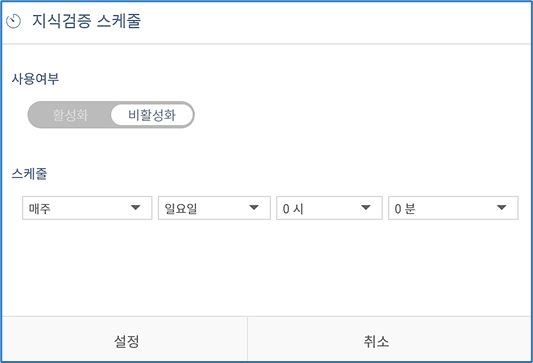 지식검증 스케줄
사용여부
활성화 비활성화
스케줄
매주 일요일 0 시 0 분
설정 취소